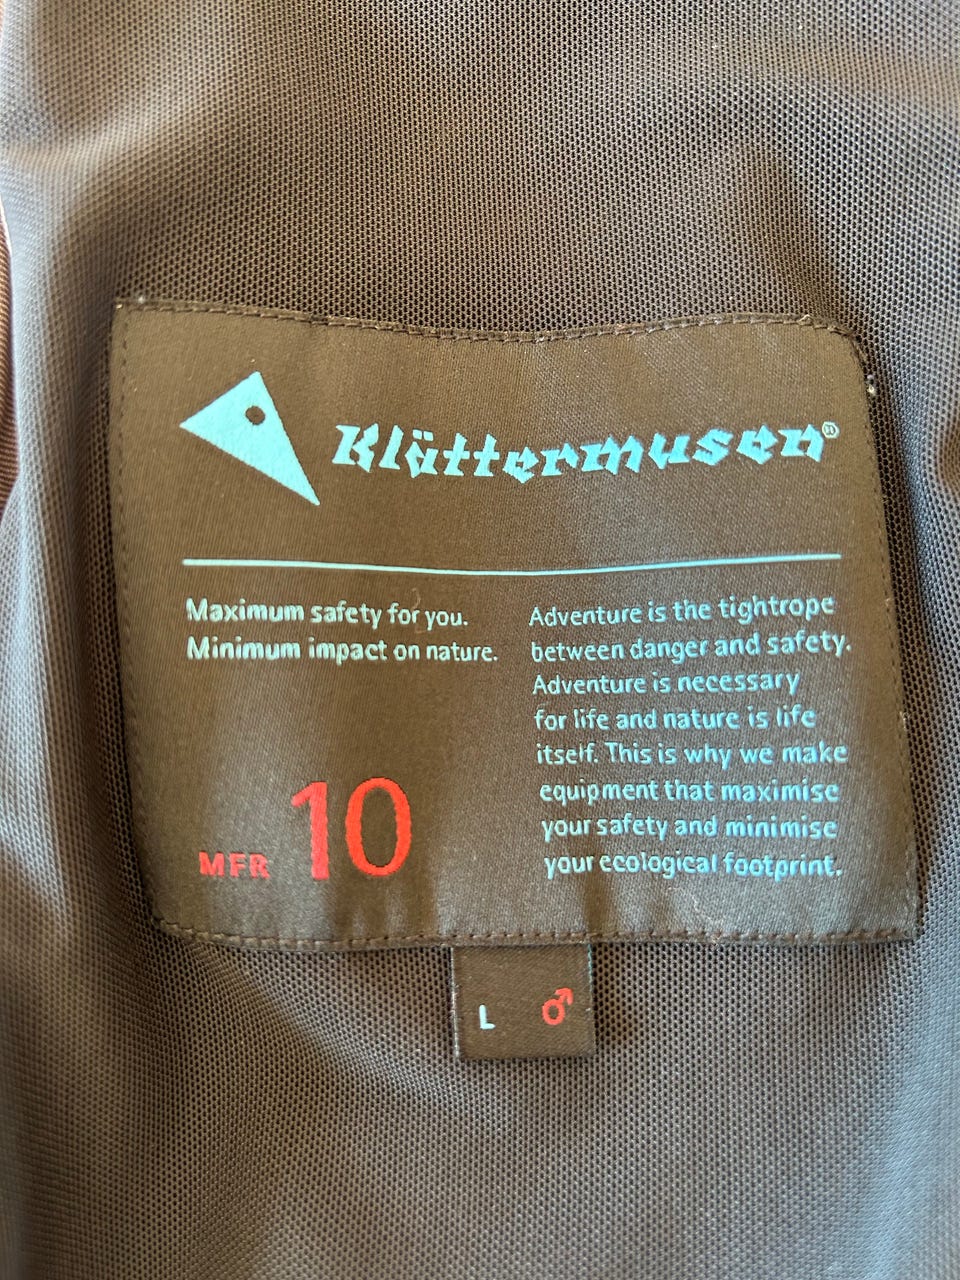 Klättermusen®
Maximum safety for you.
Minimum impact on nature.
Adventure is the tightrope
between danger and safety.
Adventure is necessary
for life and nature is life
itself. This is why we make
equipment that maximise
your safety and minimise
your ecological footprint.
MFR 10
L ♂